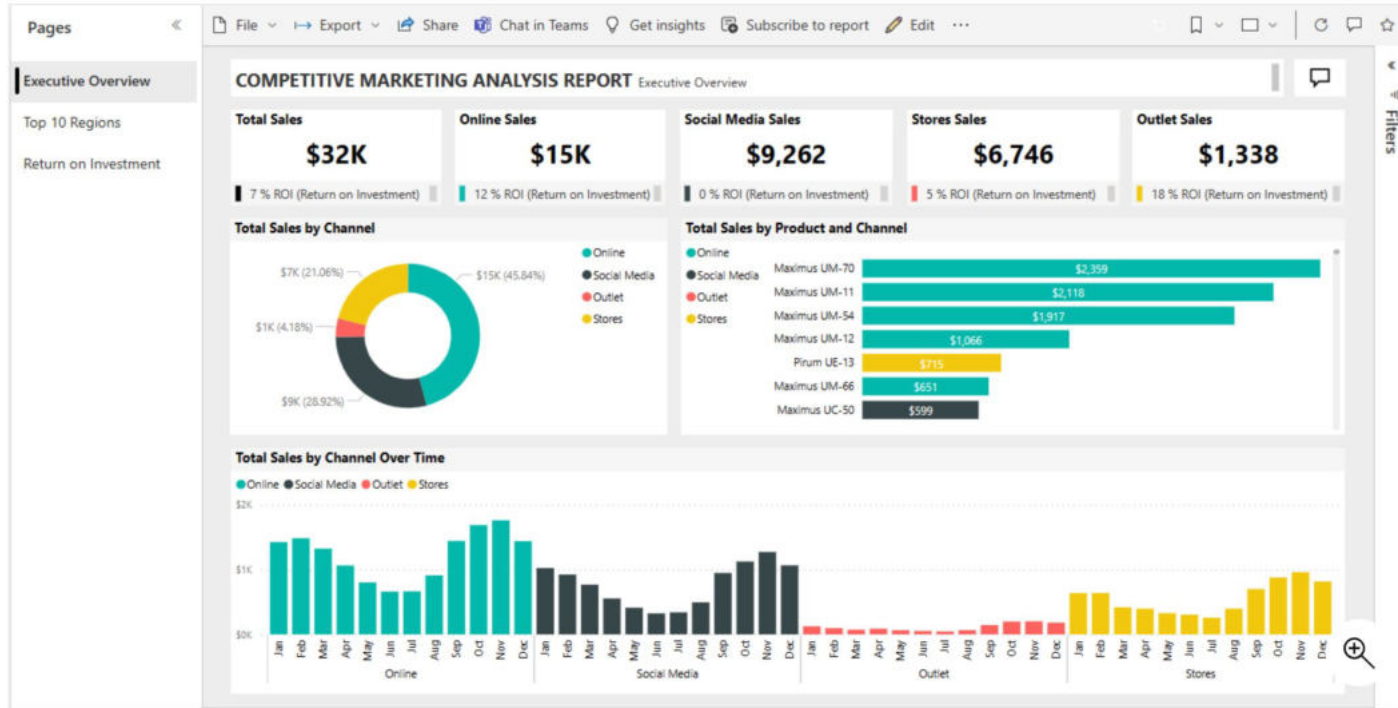 Pages
File
Export
Share
Chat in Teams
Get insights
Subscribe to report
Edit
Executive Overview
Top 10 Regions
Return on Investment
Filters
COMPETITIVE MARKETING ANALYSIS REPORT Executive Overview
Total Sales
$32K
7 % ROI (Return on Investment)
Online Sales
$15K
12 % ROI (Return on Investment)
Social Media Sales
$9,262
0 % ROI (Return on Investment)
Stores Sales
$6,746
5 % ROI (Return on Investment)
Outlet Sales
$1,338
18 % ROI (Return on Investment)
Total Sales by Channel
Online
Social Media
Outlet
Stores
$7K (21.06%)
$15K (45.84%)
$1K (4.18%)
$9K (28.92%)
Total Sales by Product and Channel
Online
Social Media
Outlet
Stores
Maximus UM-70 $2,359
Maximus UM-11 $2,118
Maximus UM-54 $1,917
Maximus UM-12 $1,066
Pirum UE-13 $715
Maximus UM-66 $651
Maximus UC-50 $599
Total Sales by Channel Over Time
Online Social Media Outlet Stores
$2K
$1K
$0K
Jan Feb Mar Apr May Jun Jul Aug Sep Oct Nov Dec
Online
Jan Feb Mar Apr May Jun Jul Aug Sep Oct Nov Dec
Social Media
Jan Feb Mar Apr May Jun Jul Aug Sep Oct Nov Dec
Outlet
Jan Feb Mar Apr May Jun Jul Aug Sep Oct Nov Dec
Stores